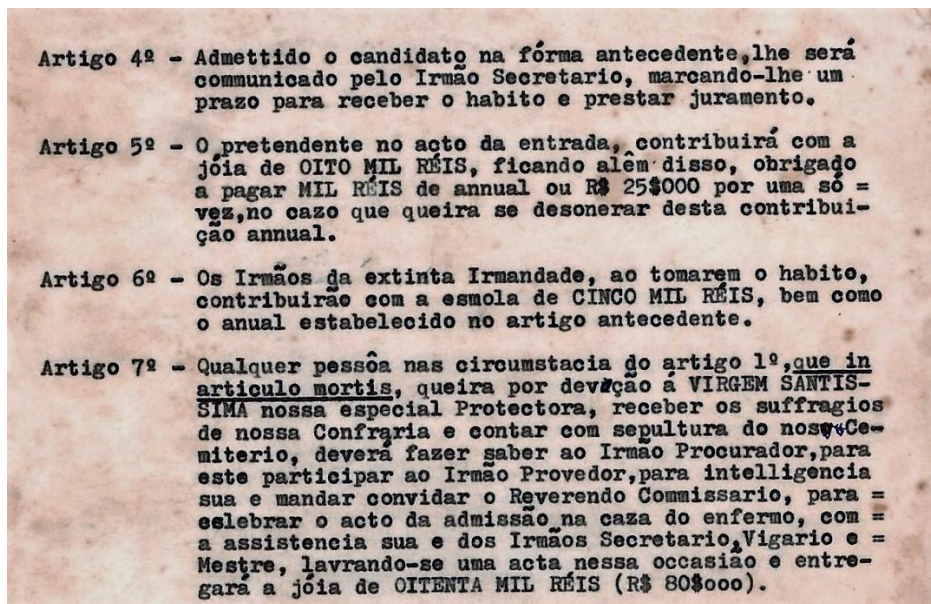 Artigo 4º - Admettido o candidato na fórma antecedente,lhe será
communicado pelo Irmão Secretario, marcando-lhe um
prazo para receber o habito e prestar juramento.
Artigo 5º - O pretendente no acto da entrada, contribuirá com a
jóia de OITO MIL RÉIS, ficando alêm disso, obrigado
a pagar MIL RÉIS de annual ou R$ 25$000 por uma só =
vez,no cazo que queira se desonerar desta contribui-
ção annual.
Artigo 6º - Os Irmãos da extinta Irmandade, ao tomarem o habito,
contribuirão com a esmola de CINCO MIL RÉIS, bem como
o anual estabelecido no artigo antecedente.
Artigo 7º - Qualquer pessôa nas circumstacia do artigo 1º,que in
articulo mortis, queira por devoção á VIRGEM SANTIS-
SIMA nossa especial Protectora, receber os suffragios
de nossa Confraria e contar com sepultura do nosso Ce-
miterio, deverá fazer saber ao Irmão Procurador,para
este participar ao Irmão Provedor,para intelligencia
sua e mandar convidar o Reverendo Commissario, para =
eslebrar o acto da admissão na caza do enfermo, com =
a assistencia sua e dos Irmãos Secretario,Vigario e =
Mestre, lavrando-se uma acta nessa occasião e entre-
gará a jóia de OITENTA MIL RÉIS (R$ 80$ooo).